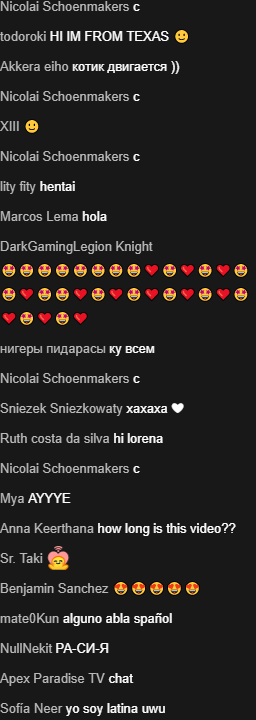 Nicolai Schoenmakers c
todoroki HI IM FROM TEXAS 🙂
Akkera eiho котик двигается ))
Nicolai Schoenmakers c
XIII 🙂
Nicolai Schoenmakers c
lity fity hentai
Marcos Lema hola
DarkGamingLegion Knight
🤩🤩🤩🤩🤩🤩🤩🤩❤🤩❤🤩❤🤩
🤩❤🤩🤩❤🤩❤🤩❤🤩❤🤩❤🤩
❤🤩❤🤩❤
нигеры пидарасы ку всем
Nicolai Schoenmakers c
Sniezek Sniezkowaty xaxaxa 🤍
Ruth costa da silva hi lorena
Nicolai Schoenmakers c
Mya AYYYE
Anna Keerthana how long is this video??
Sr. Taki
Benjamin Sanchez 🤩🤩🤩🤩🤩
mate0Kun alguno abla spañol
NullNekit РА-СИ-Я
Apex Paradise TV chat
Sofía Neer yo soy latina uwu